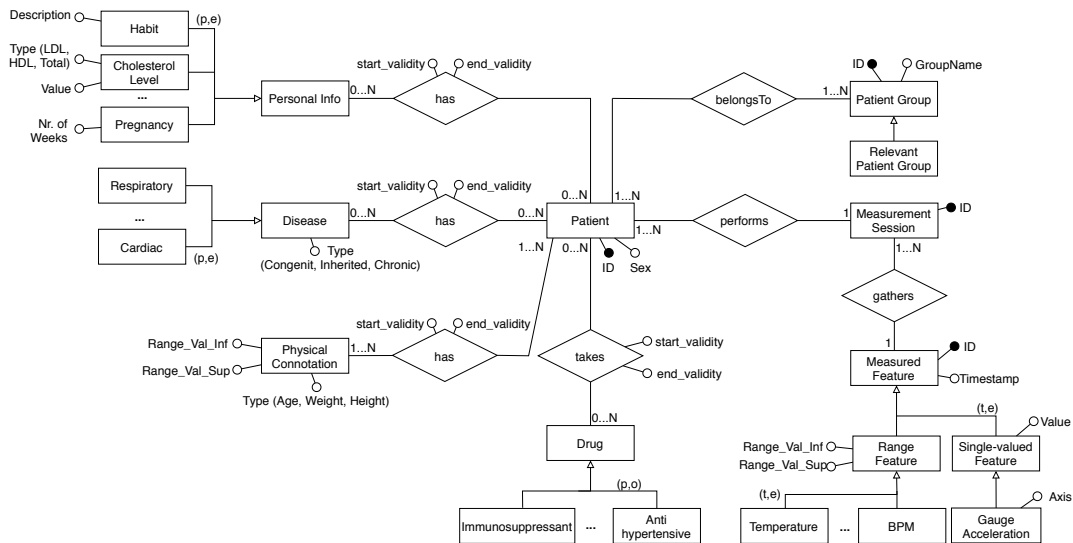 Description
Habit
(p,e)
Type (LDL,
HDL, Total)
Cholesterol
Level
Value
...
Nr. of
Weeks
Pregnancy
Personal Info
0...N
start_validity
end_validity
has
belongsTo
1...N
ID
GroupName
Patient Group
Relevant
Patient Group
Respiratory
...
Cardiac
(p,e)
Disease
0...N
Type
(Congenit, Inherited, Chronic)
start_validity
end_validity
has
0...N
0...N
1...N
Patient
1...N
1...N
0...N
ID
Sex
performs
1
Measurement
Session
ID
1...N
gathers
1
Measured
Feature
ID
Timestamp
Range_Val_Inf
Range_Val_Sup
Physical
Connotation
1...N
Type (Age, Weight, Height)
start_validity
end_validity
has
takes
start_validity
end_validity
0...N
Drug
(p,o)
Immunosuppressant
...
Anti
hypertensive
(t,e)
Range_Val_Inf
Range_Val_Sup
Range
Feature
Value
Single-valued
Feature
(t,e)
Temperature
...
BPM
Axis
Gauge
Acceleration